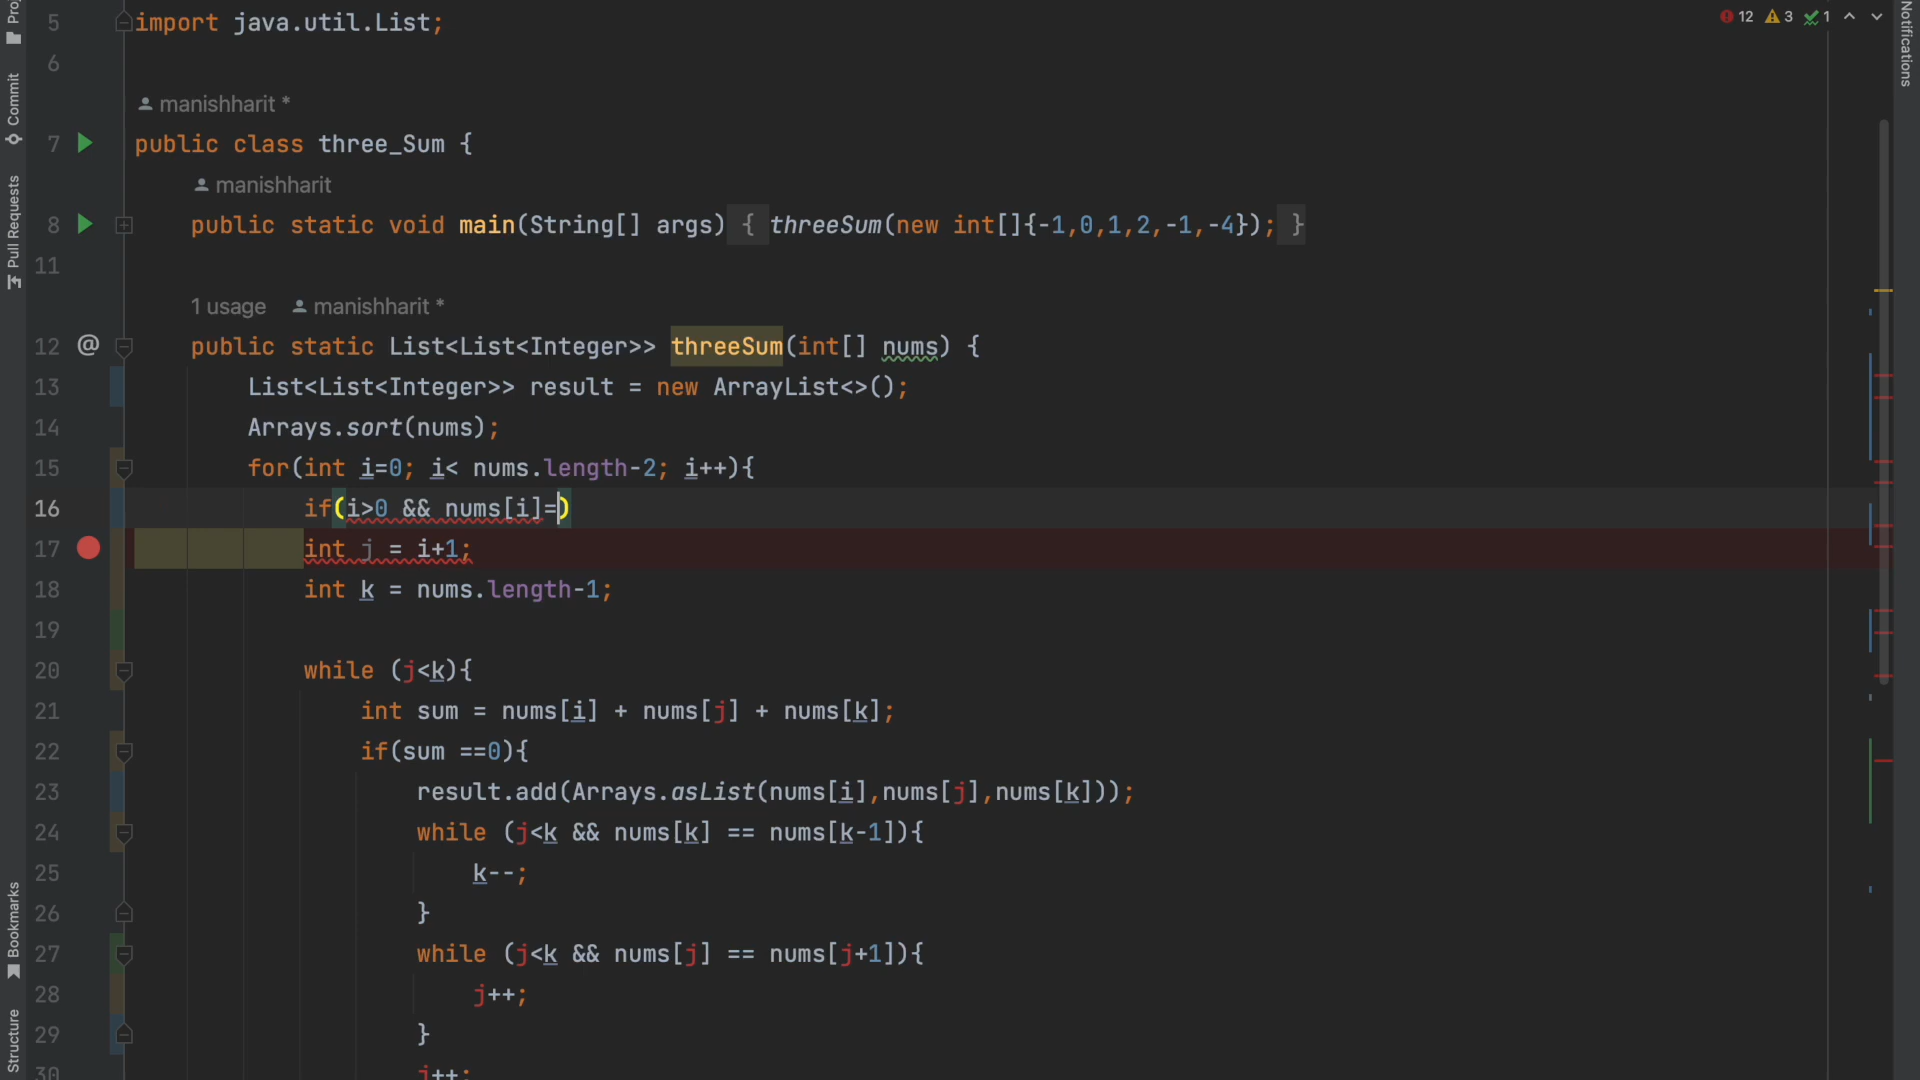 5 import java.util.List;
6
manishharit *
7 public class three_Sum {
manishharit
8 public static void main(String[] args) { threeSum(new int[]{-1,0,1,2,-1,-4}); }
11
1 usage manishharit *
12 @ public static List<List<Integer>> threeSum(int[] nums) {
13 List<List<Integer>> result = new ArrayList<>();
14 Arrays.sort(nums);
15 for(int i=0; i< nums.length-2; i++){
16 if(i>0 && nums[i]=)
17 int j = i+1;
18 int k = nums.length-1;
19
20 while (j<k){
21 int sum = nums[i] + nums[j] + nums[k];
22 if(sum ==0){
23 result.add(Arrays.asList(nums[i],nums[j],nums[k]));
24 while (j<k && nums[k] == nums[k-1]){
25 k--;
26 }
27 while (j<k && nums[j] == nums[j+1]){
28 j++;
29 }
30 j++;
12 3 1
Commit
Pull Requests
Bookmarks
Structure
Notifications